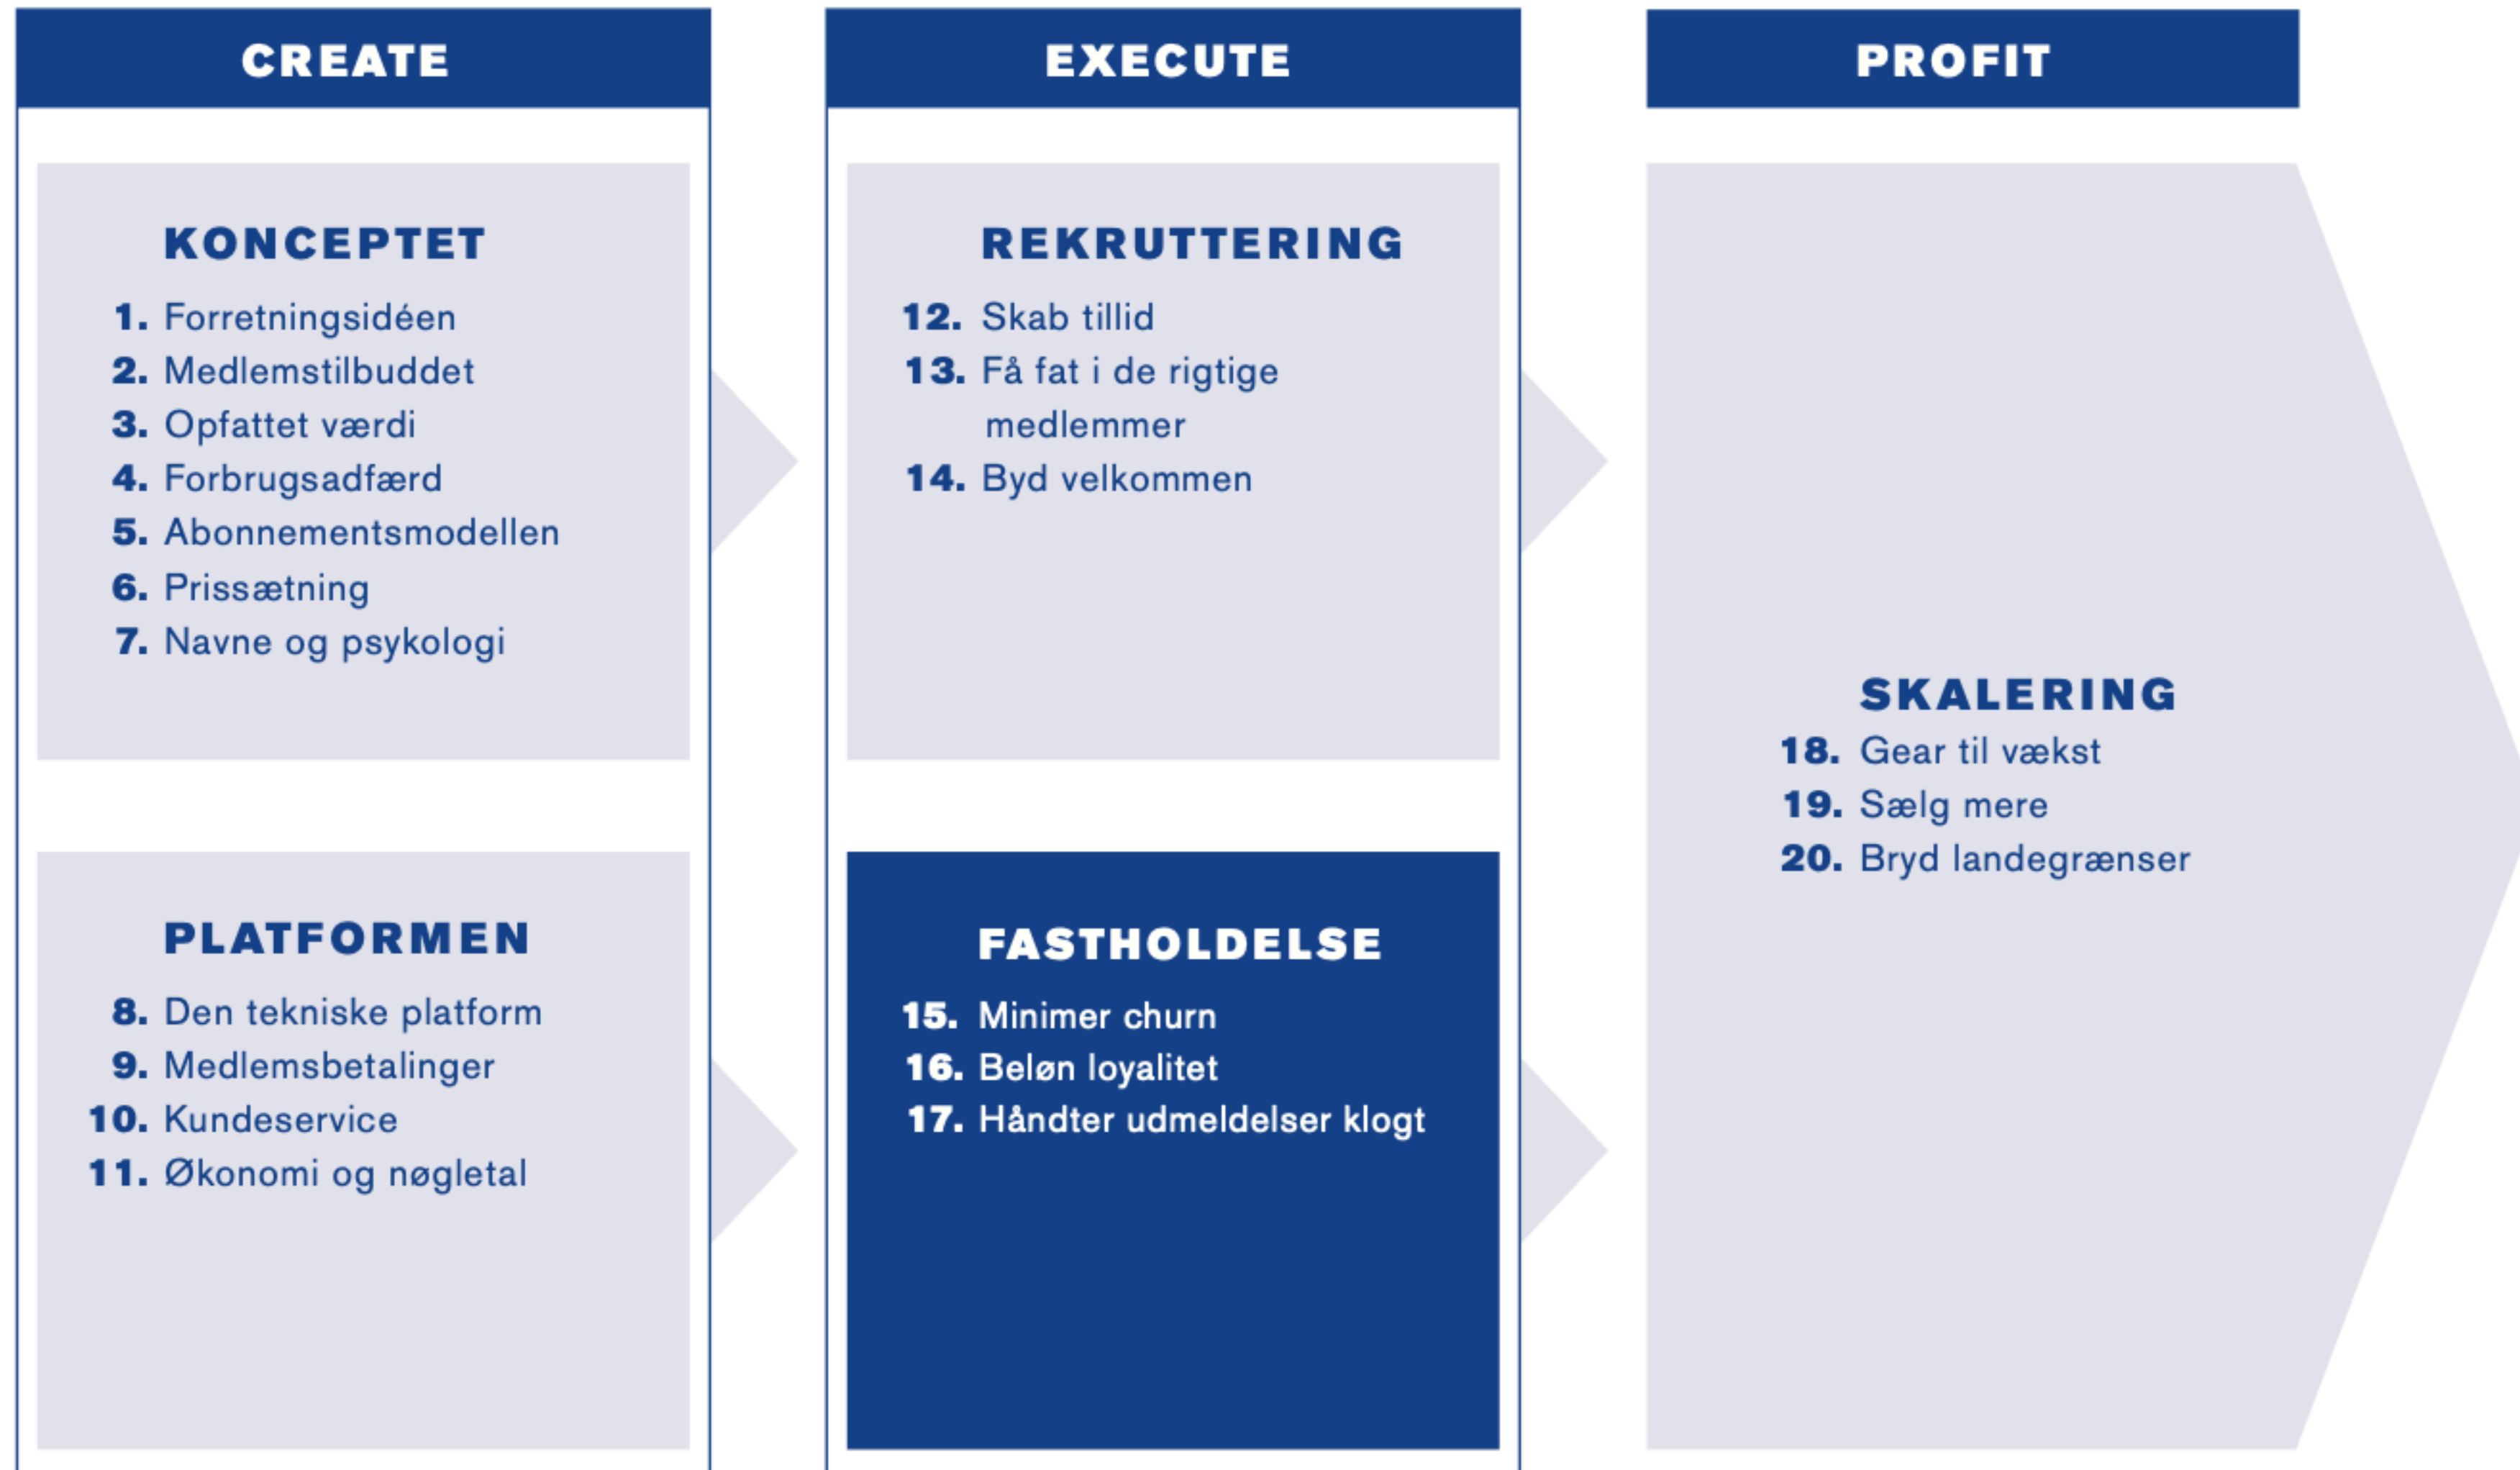 CREATE
KONCEPTET
1. Forretningsidéen
2. Medlemstilbuddet
3. Opfattet værdi
4. Forbrugsadfærd
5. Abonnementsmodellen
6. Prissætning
7. Navne og psykologi
PLATFORMEN
8. Den tekniske platform
9. Medlemsbetalinger
10. Kundeservice
11. Økonomi og nøgletal
EXECUTE
REKRUTTERING
12. Skab tillid
13. Få fat i de rigtige
medlemmer
14. Byd velkommen
FASTHOLDELSE
15. Minimer churn
16. Beløn loyalitet
17. Håndter udmeldelser klogt
PROFIT
SKALERING
18. Gear til vækst
19. Sælg mere
20. Bryd landegrænser